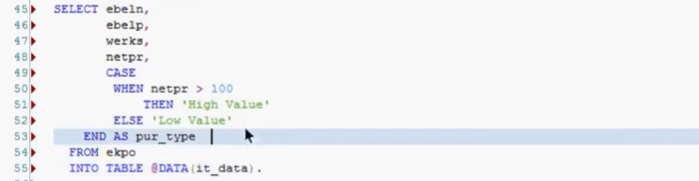 45 SELECT ebeln,
46 ebelp,
47 werks,
48 netpr,
49 CASE
50 WHEN netpr > 100
51 THEN 'High Value'
52 ELSE 'Low Value'
53 END AS pur_type
54 FROM ekpo
55 INTO TABLE @DATA(it_data).